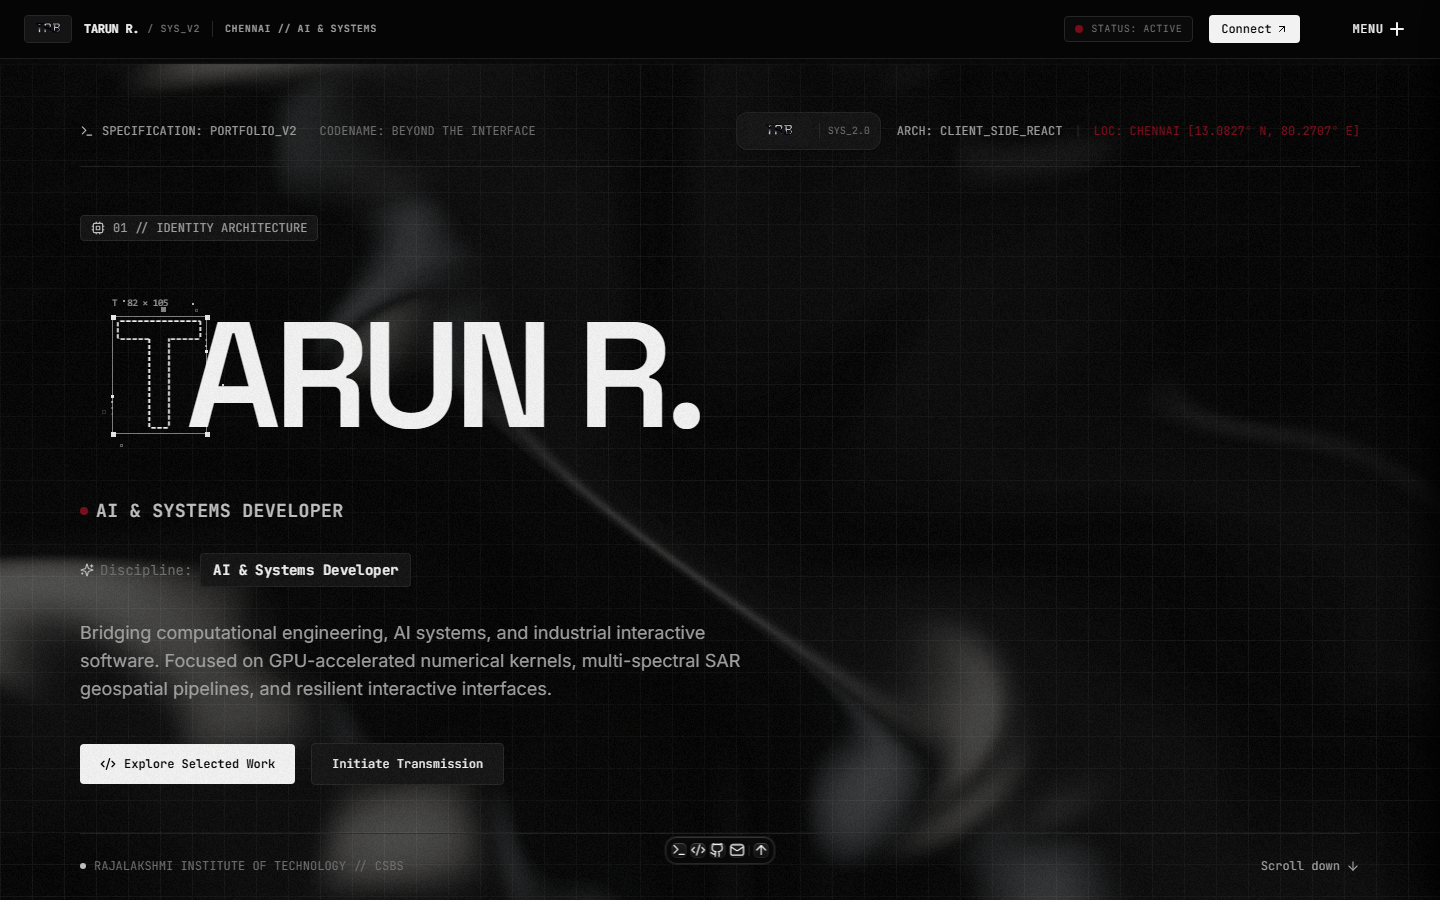 TARUN R. / SYS_V2 CHENNAI // AI & SYSTEMS STATUS: ACTIVE Connect MENU
SPECIFICATION: PORTFOLIO_V2 CODENAME: BEYOND THE INTERFACE SYS_2.0 ARCH: CLIENT_SIDE_REACT | LOC: CHENNAI [13.0827° N, 80.2707° E]
01 // IDENTITY ARCHITECTURE
T 82 × 105
TARUN R.
AI & SYSTEMS DEVELOPER
Discipline: AI & Systems Developer
Bridging computational engineering, AI systems, and industrial interactive
software. Focused on GPU-accelerated numerical kernels, multi-spectral SAR
geospatial pipelines, and resilient interactive interfaces.
Explore Selected Work Initiate Transmission
RAJALAKSHMI INSTITUTE OF TECHNOLOGY // CSBS Scroll down